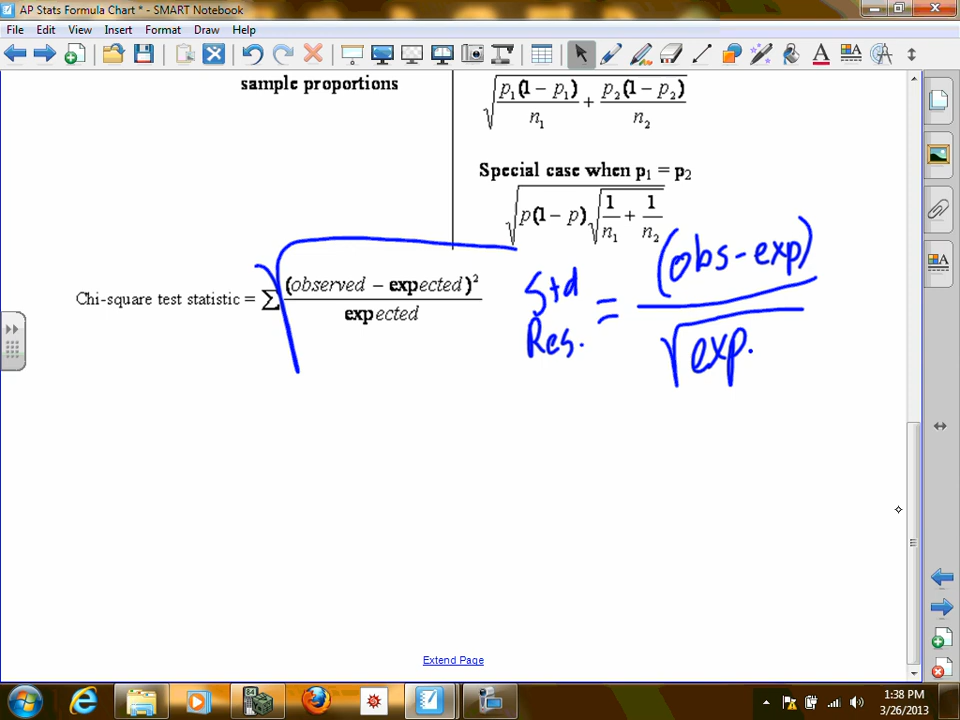 AP Stats Formula Chart * - SMART Notebook
File Edit View Insert Format Draw Help
sample proportions
√(p₁(1 − p₁)/n₁ + p₂(1 − p₂)/n₂)
Special case when p₁ = p₂
√(p(1 − p)√(1/n₁ + 1/n₂))
Chi-square test statistic = ∑ (observed − expected)²/expected
Std Res. = (obs-exp)/√exp.
Extend Page
1:38 PM
3/26/2013